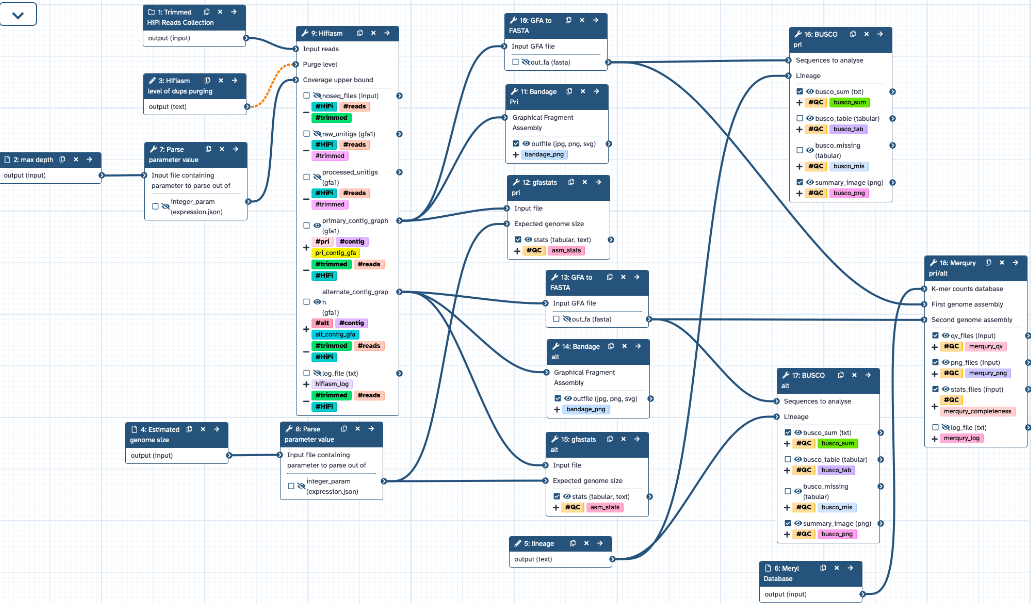 1: Trimmed
HiFi Reads Collection
output (input)
3: Hifiasm
level of dups purging
output (text)
2: max depth
output (input)
7: Parse
parameter value
Input file containing
parameter to parse out of
integer_param
(expression.json)
9: Hifiasm
Input reads
Purge level
Coverage upper bound
noseq_files (input)
#HiFi #reads
#trimmed
raw_unitigs (gfa1)
#HiFi #reads
#trimmed
processed_unitigs
(gfa1)
#HiFi #reads
#trimmed
primary_contig_graph
(gfa1)
#pri #contig
pri_contig_gfa
#trimmed #reads
#HiFi
alternate_contig_grap
h
(gfa1)
#alt #contig
alt_contig_gfa
#trimmed #reads
#HiFi
log_file (txt)
hifiasm_log
#trimmed #reads
#HiFi
4: Estimated
genome size
output (input)
8: Parse
parameter value
Input file containing
parameter to parse out of
integer_param
(expression.json)
10: GFA to
FASTA
Input GFA file
out_fa (fasta)
11: Bandage
Pri
Graphical Fragment
Assembly
outfile (jpg, png, svg)
+ bandage_png
12: gfastats
pri
Input file
Expected genome size
stats (tabular, text)
+ #QC asm_stats
13: GFA to
FASTA
Input GFA file
out_fa (fasta)
14: Bandage
alt
Graphical Fragment
Assembly
outfile (jpg, png, svg)
+ bandage_png
15: gfastats
alt
Input file
Expected genome size
stats (tabular, text)
+ #QC asm_stats
5: lineage
output (text)
16: BUSCO
pri
Sequences to analyse
Lineage
busco_sum (txt)
+ #QC busco_sum
busco_table (tabular)
+ #QC busco_tab
busco_missing
(tabular)
+ #QC busco_mis
summary_image (png)
+ #QC busco_png
17: BUSCO
alt
Sequences to analyse
Lineage
busco_sum (txt)
+ #QC busco_sum
busco_table (tabular)
+ #QC busco_tab
busco_missing
(tabular)
+ #QC busco_mis
summary_image (png)
+ #QC busco_png
6: Meryl
Database
output (input)
18: Merqury
pri/alt
K-mer counts database
First genome assembly
Second genome assembly
qv_files (input)
+ #QC merqury_qv
png_files (input)
+ #QC merqury_png
stats_files (input)
+ #QC
merqury_completeness
log_file (txt)
+ merqury_log